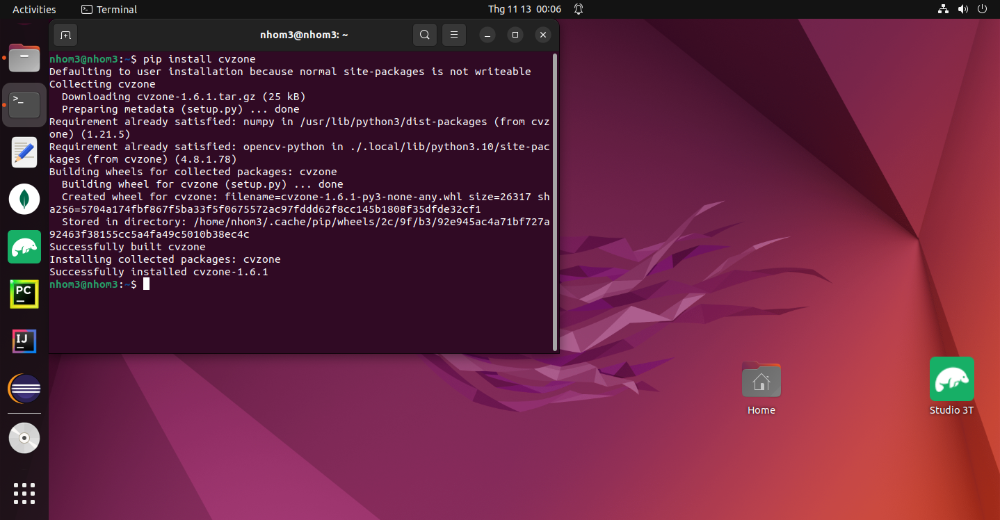 Activities
Terminal
Thg 11 13 00:06
nhom3@nhom3: ~
nhom3@nhom3:~$ pip install cvzone
Defaulting to user installation because normal site-packages is not writeable
Collecting cvzone
  Downloading cvzone-1.6.1.tar.gz (25 kB)
  Preparing metadata (setup.py) ... done
Requirement already satisfied: numpy in /usr/lib/python3/dist-packages (from cvz
one) (1.21.5)
Requirement already satisfied: opencv-python in ./.local/lib/python3.10/site-pac
kages (from cvzone) (4.8.1.78)
Building wheels for collected packages: cvzone
  Building wheel for cvzone (setup.py) ... done
  Created wheel for cvzone: filename=cvzone-1.6.1-py3-none-any.whl size=26317 sh
a256=5704a174fbf867f5ba33f5f0675572ac97fddd62f8cc145b1808f35dfde32cf1
  Stored in directory: /home/nhom3/.cache/pip/wheels/2c/9f/b3/92e945ac4a71bf727a
92463f38155cc5a4fa49c5010b38ec4c
Successfully built cvzone
Installing collected packages: cvzone
Successfully installed cvzone-1.6.1
nhom3@nhom3:~$
>_
PC
IJ
Home
Studio 3T